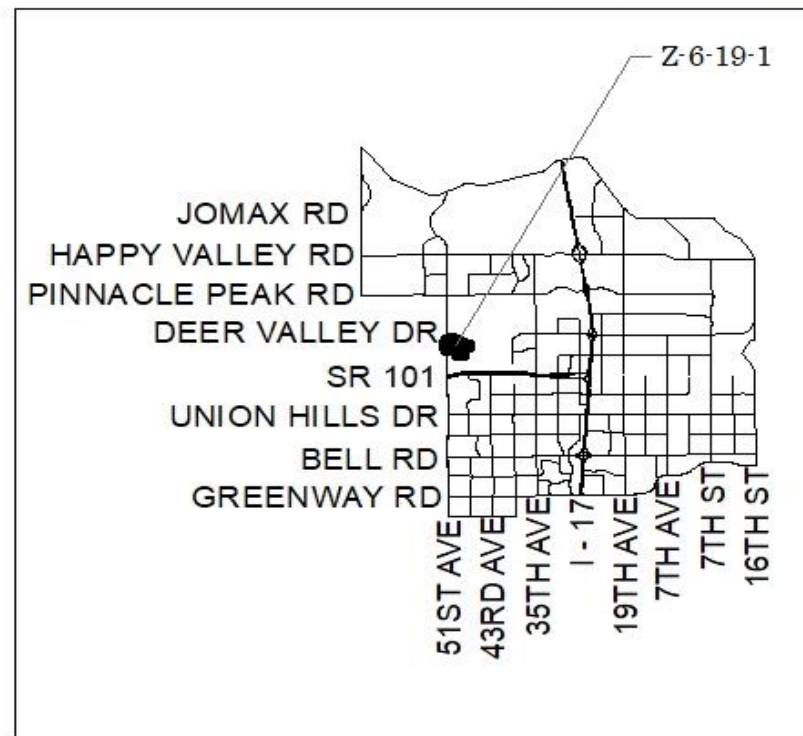 Z-6-19-1
JOMAX RD
HAPPY VALLEY RD
PINNACLE PEAK RD
DEER VALLEY DR
SR 101
UNION HILLS DR
BELL RD
GREENWAY RD
51ST AVE
43RD AVE
35TH AVE
I - 17
19TH AVE
7TH AVE
7TH ST
16TH ST